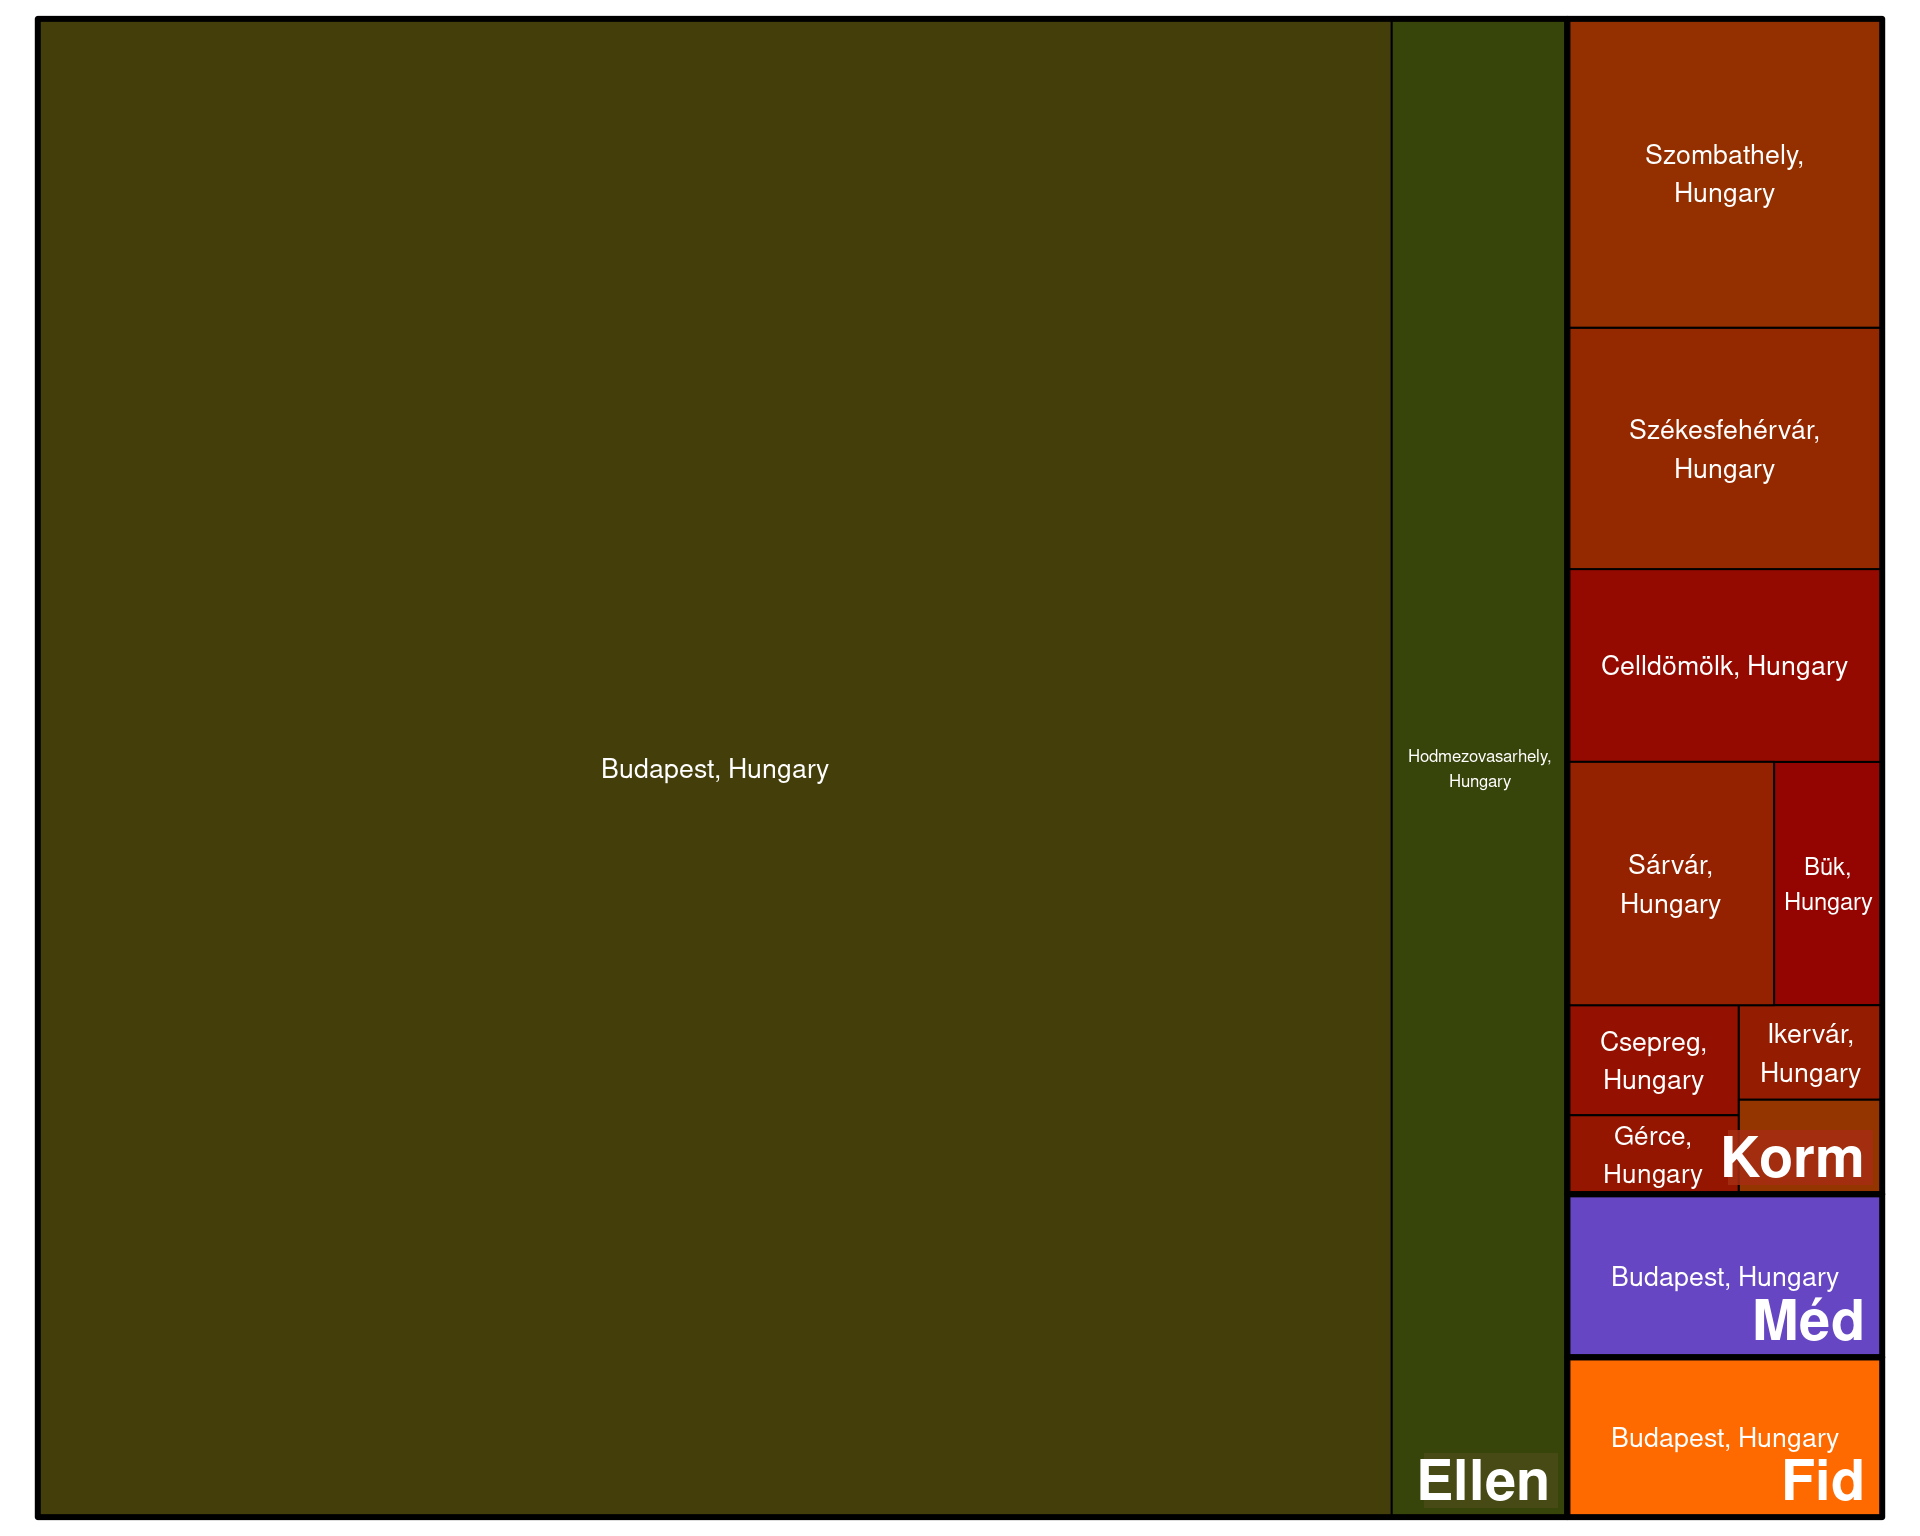 Budapest, Hungary
Hodmezovasarhely,
Hungary
Ellen
Szombathely,
Hungary
Székesfehérvár,
Hungary
Celldömölk, Hungary
Sárvár,
Hungary
Bük,
Hungary
Csepreg,
Hungary
Ikervár,
Hungary
Gérce,
Hungary
Korm
Budapest, Hungary
Méd
Budapest, Hungary
Fid